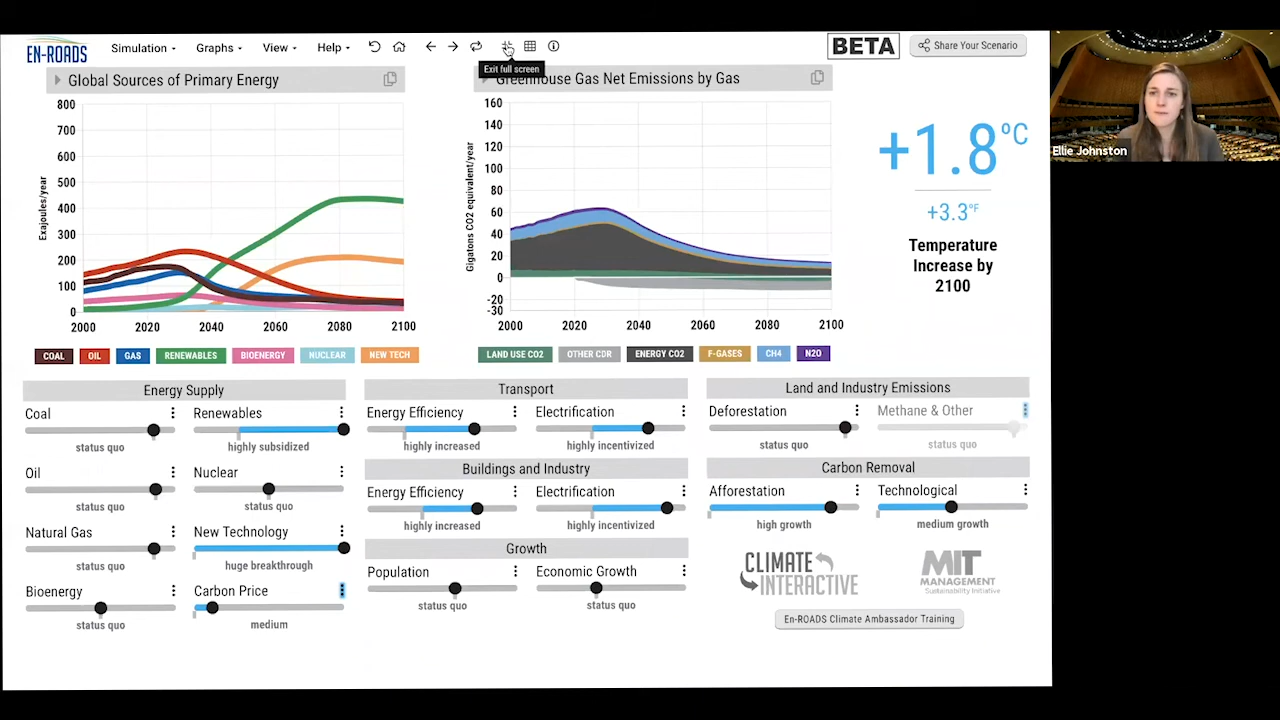 EN-ROADS
Simulation
Graphs
View
Help
BETA
Share Your Scenario
Exit full screen
Global Sources of Primary Energy
Greenhouse Gas Net Emissions by Gas
800
700
600
500
400
300
200
100
0
Exajoules/year
2000 2020 2040 2060 2080 2100
COAL OIL GAS RENEWABLES BIOENERGY NUCLEAR NEW TECH
160
140
120
100
80
60
40
20
0
-20
-30
Gigatons CO2 equivalent/year
2000 2020 2040 2060 2080 2100
LAND USE CO2 OTHER CDR ENERGY CO2 F-GASES CH4 N2O
+1.8°C
+3.3°F
Temperature
Increase by
2100
Ellie Johnston
Energy Supply
Coal
status quo
Renewables
highly subsidized
Oil
status quo
Nuclear
status quo
Natural Gas
status quo
New Technology
huge breakthrough
Bioenergy
status quo
Carbon Price
medium
Transport
Energy Efficiency
highly increased
Electrification
highly incentivized
Buildings and Industry
Energy Efficiency
highly increased
Electrification
highly incentivized
Growth
Population
status quo
Economic Growth
status quo
Land and Industry Emissions
Deforestation
status quo
Methane & Other
status quo
Carbon Removal
Afforestation
high growth
Technological
medium growth
CLIMATE
INTERACTIVE
MIT
MANAGEMENT
Sustainability Initiative
En-ROADS Climate Ambassador Training